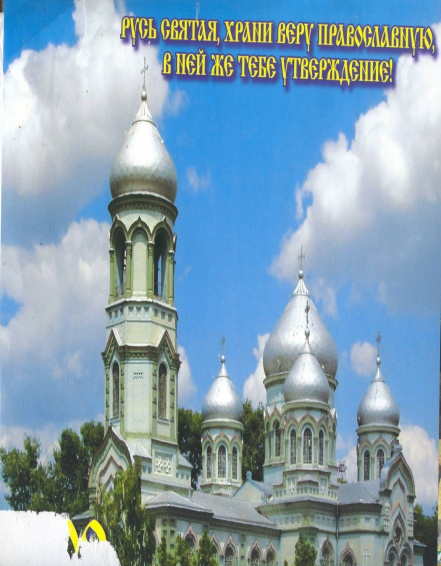 РУСЬ СВЯТАЯ, ХРАНИ ВЕРУ ПРАВОСЛАВНУЮ,
В НЕЙ ЖЕ ТЕБЕ УТВЕРЖДЕНИЕ!